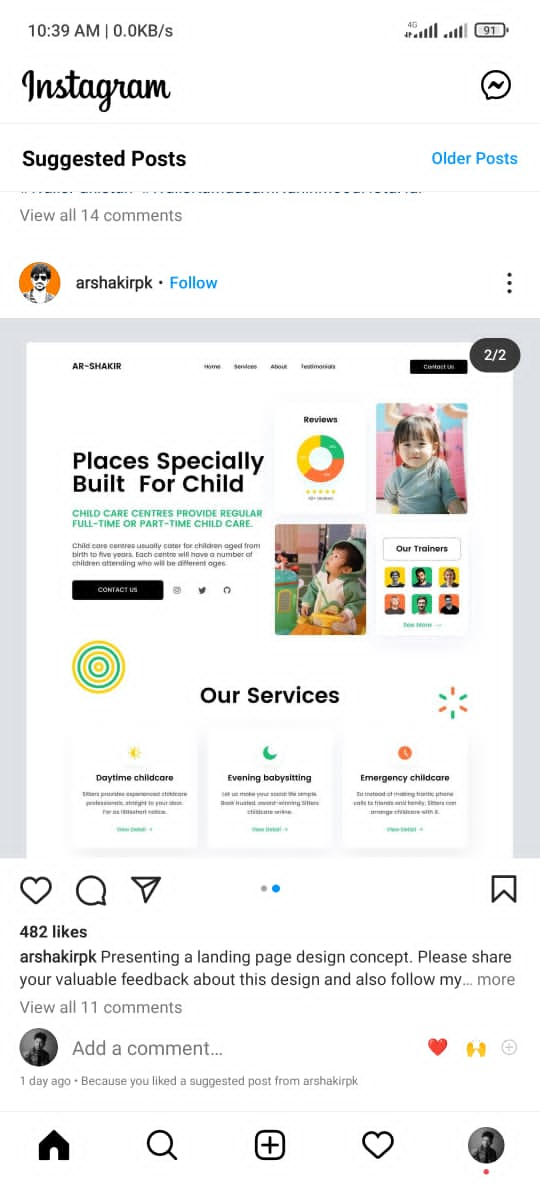 10:39 AM | 0.0KB/s
4G
91
Instagram
Suggested Posts
Older Posts
View all 14 comments
arshakirpk • Follow
2/2
AR-SHAKIR
Home
Services
About
Testimonials
Contact Us
Places Specially
Built For Child
CHILD CARE CENTRES PROVIDE REGULAR
FULL-TIME OR PART-TIME CHILD CARE.
Child care centres usually cater for children aged from
birth to five years. Each centre will have a number of
children attending who will be different ages.
CONTACT US
Reviews
Our Trainers
See More →
Our Services
Daytime childcare
Sitters provides experienced childcare
professionals, straight to your door.
For as little
short notice.
View Detail →
Evening babysitting
Let us make your social life simple.
Book trusted, award-winning Sitters
childcare online.
View Detail →
Emergency childcare
So instead of making frantic phone
calls to friends and family, Sitters can
arrange childcare with it.
View Detail →
482 likes
arshakirpk Presenting a landing page design concept. Please share
your valuable feedback about this design and also follow my... more
View all 11 comments
Add a comment...
1 day ago • Because you liked a suggested post from arshakirpk